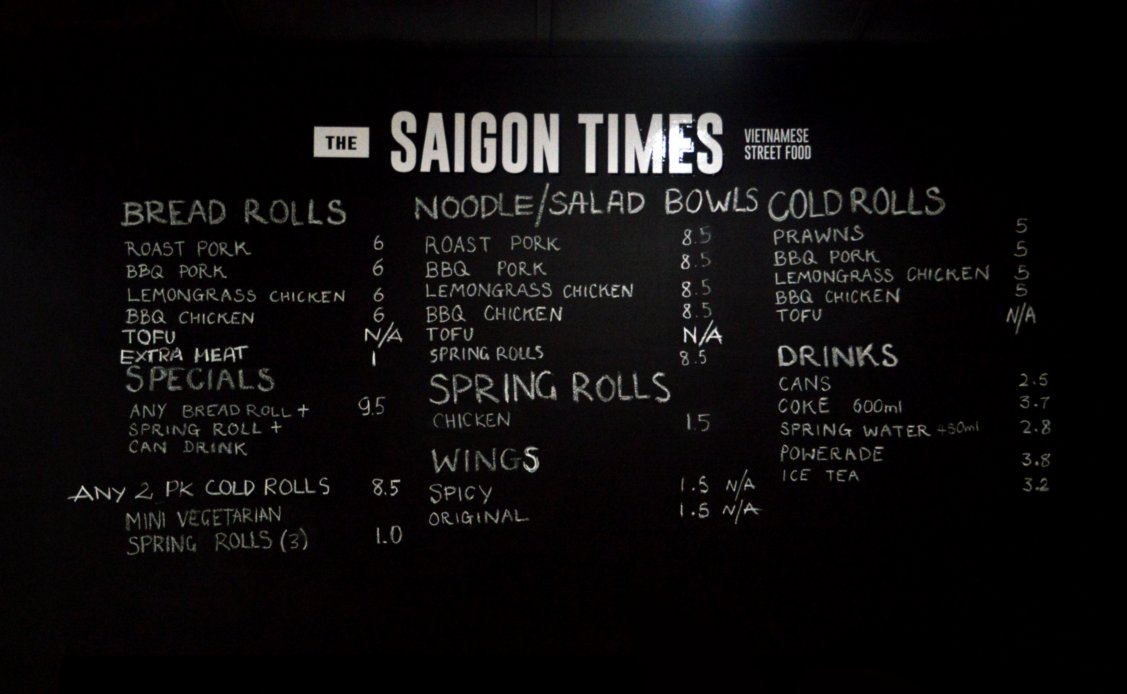 THE SAIGON TIMES VIETNAMESE STREET FOOD
BREAD ROLLS
ROAST PORK 6
BBQ PORK 6
LEMONGRASS CHICKEN 6
BBQ CHICKEN 6
TOFU N/A
EXTRA MEAT 1
SPECIALS
ANY BREAD ROLL + 9.5
SPRING ROLL +
CAN DRINK
ANY 2 PK COLD ROLLS 8.5
MINI VEGETARIAN
SPRING ROLLS (3) 1.0
NOODLE/SALAD BOWLS
ROAST PORK 8.5
BBQ PORK 8.5
LEMONGRASS CHICKEN 8.5
BBQ CHICKEN 8.5
TOFU N/A
SPRING ROLLS 8.5
SPRING ROLLS
CHICKEN 1.5
WINGS
SPICY 1.5 N/A
ORIGINAL 1.5 N/A
COLD ROLLS
PRAWNS 5
BBQ PORK 5
LEMONGRASS CHICKEN 5
BBQ CHICKEN 5
TOFU N/A
DRINKS
CANS 2.5
COKE 600ml 3.7
SPRING WATER 450ml 2.8
POWERADE 3.8
ICE TEA 3.2